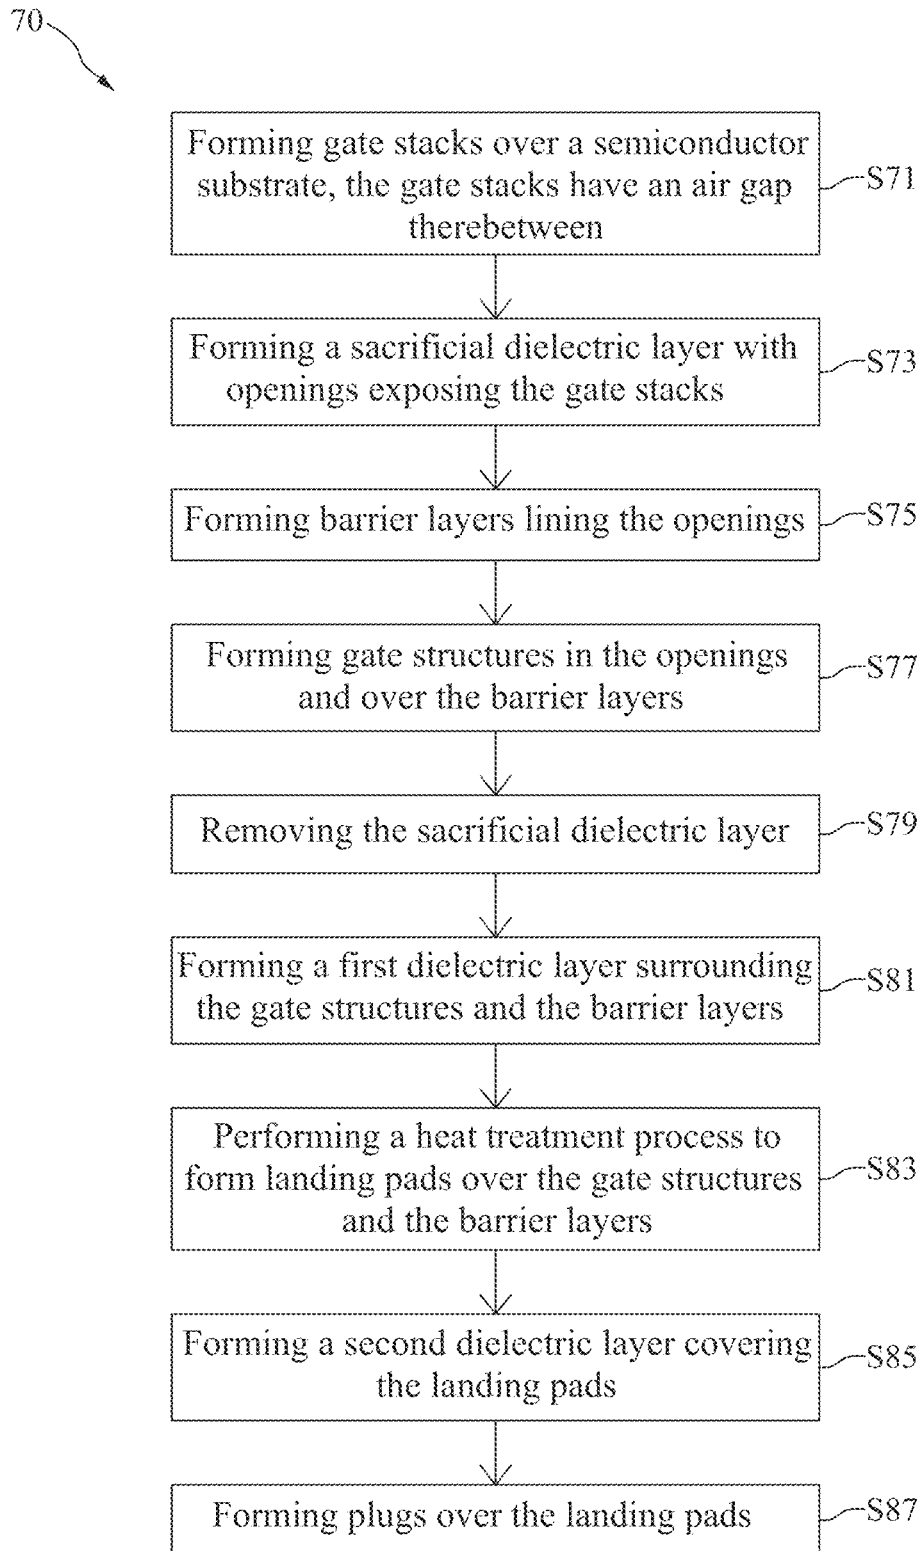 70
Forming gate stacks over a semiconductor
substrate, the gate stacks have an air gap
therebetween
S71
Forming a sacrificial dielectric layer with
openings exposing the gate stacks
S73
Forming barrier layers lining the openings
S75
Forming gate structures in the openings
and over the barrier layers
S77
Removing the sacrificial dielectric layer
S79
Forming a first dielectric layer surrounding
the gate structures and the barrier layers
S81
Performing a heat treatment process to
form landing pads over the gate structures
and the barrier layers
S83
Forming a second dielectric layer covering
the landing pads
S85
Forming plugs over the landing pads
S87